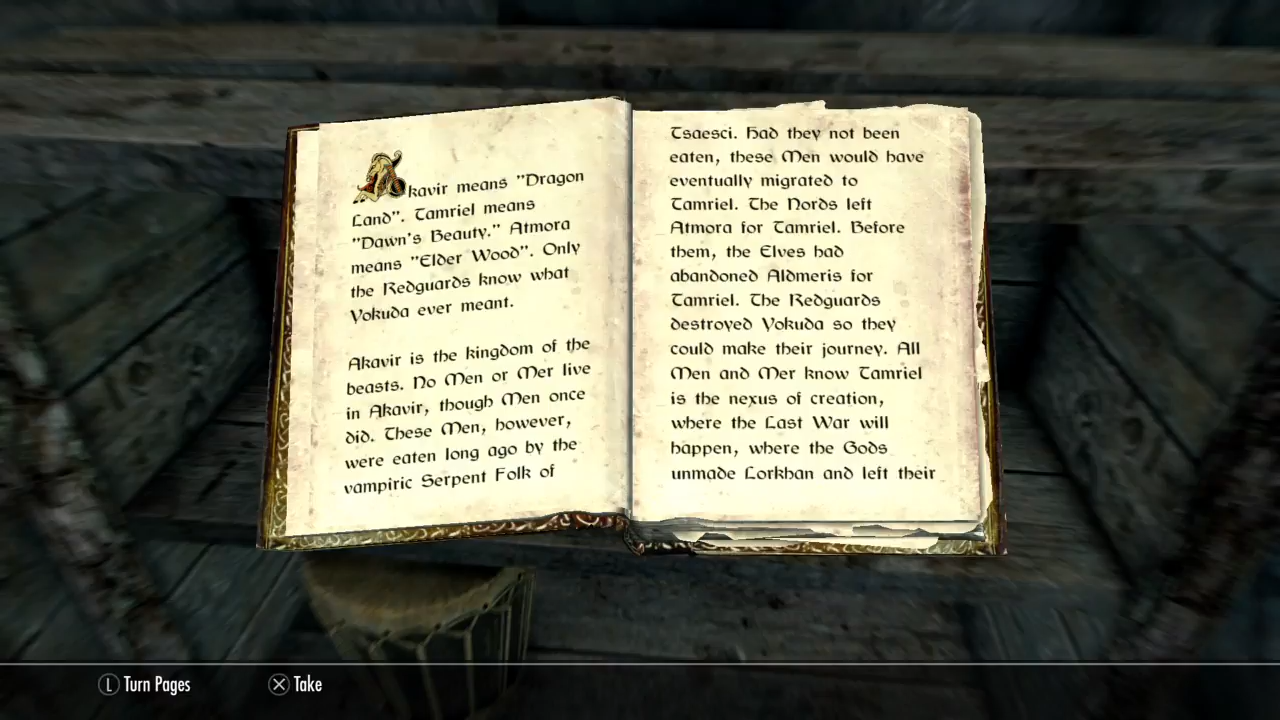 Akavir means "Dragon
Land". Tamriel means
"Dawn's Beauty." Atmora
means "Elder Wood". Only
the Redguards know what
Yokuda ever meant.
Akavir is the kingdom of the
beasts. No Men or Mer live
in Akavir, though Men once
did. These Men, however,
were eaten long ago by the
vampiric Serpent Folk of
Tsaesci. Had they not been
eaten, these Men would have
eventually migrated to
Tamriel. The Nords left
Atmora for Tamriel. Before
them, the Elves had
abandoned Aldmeris for
Tamriel. The Redguards
destroyed Yokuda so they
could make their journey. All
Men and Mer know Tamriel
is the nexus of creation,
where the Last War will
happen, where the Gods
unmade Lorkhan and left their
L Turn Pages
X Take